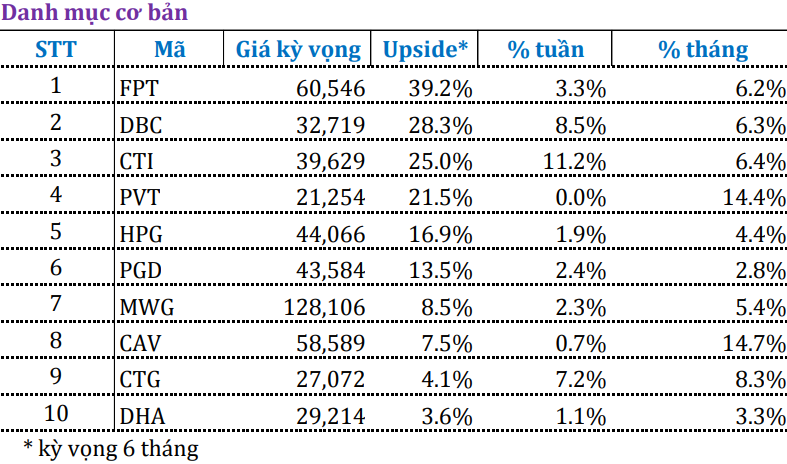 Danh mục cơ bản
STT Mã Giá kỳ vọng Upside* % tuần % tháng
1 FPT 60,546 39.2% 3.3% 6.2%
2 DBC 32,719 28.3% 8.5% 6.3%
3 CTI 39,629 25.0% 11.2% 6.4%
4 PVT 21,254 21.5% 0.0% 14.4%
5 HPG 44,066 16.9% 1.9% 4.4%
6 PGD 43,584 13.5% 2.4% 2.8%
7 MWG 128,106 8.5% 2.3% 5.4%
8 CAV 58,589 7.5% 0.7% 14.7%
9 CTG 27,072 4.1% 7.2% 8.3%
10 DHA 29,214 3.6% 1.1% 3.3%
* kỳ vọng 6 tháng